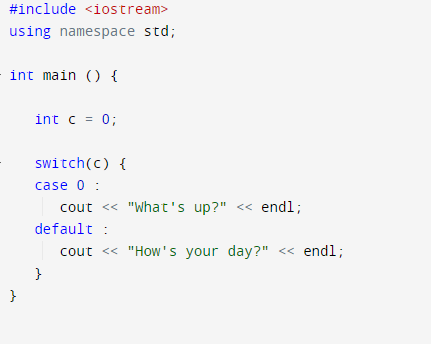 #include <iostream>
using namespace std;
int main () {
int c = 0;
switch(c) {
case 0 :
cout << "What's up?" << endl;
default :
cout << "How's your day?" << endl;
}
}